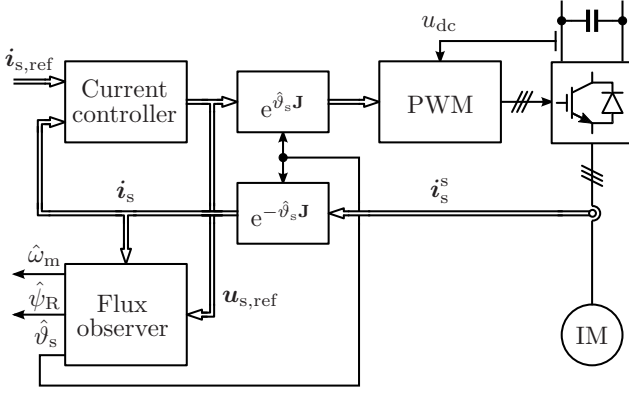 u_dc
i_s,ref
Current
controller
e^ϑ̂_s J
PWM
i_s
i_s^s
e^−ϑ̂_s J
ω̂_m
ψ̂_R
ϑ̂_s
Flux
observer
u_s,ref
IM